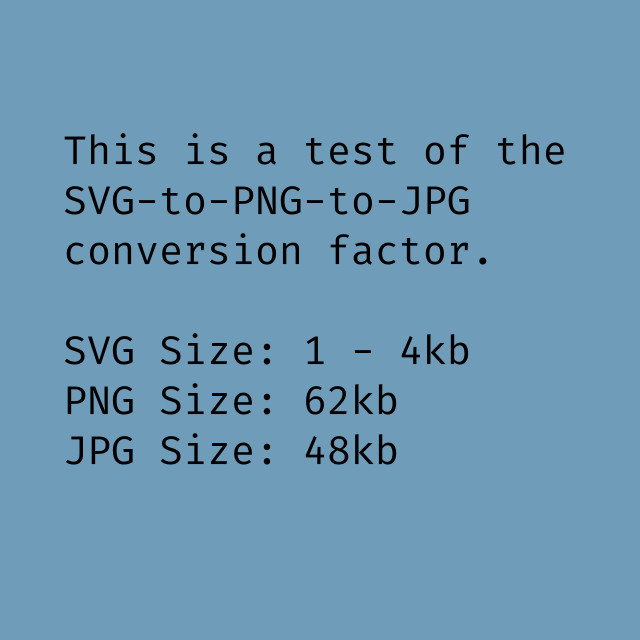 This is a test of the
SVG-to-PNG-to-JPG
conversion factor.

SVG Size: 1 - 4kb
PNG Size: 62kb
JPG Size: 48kb